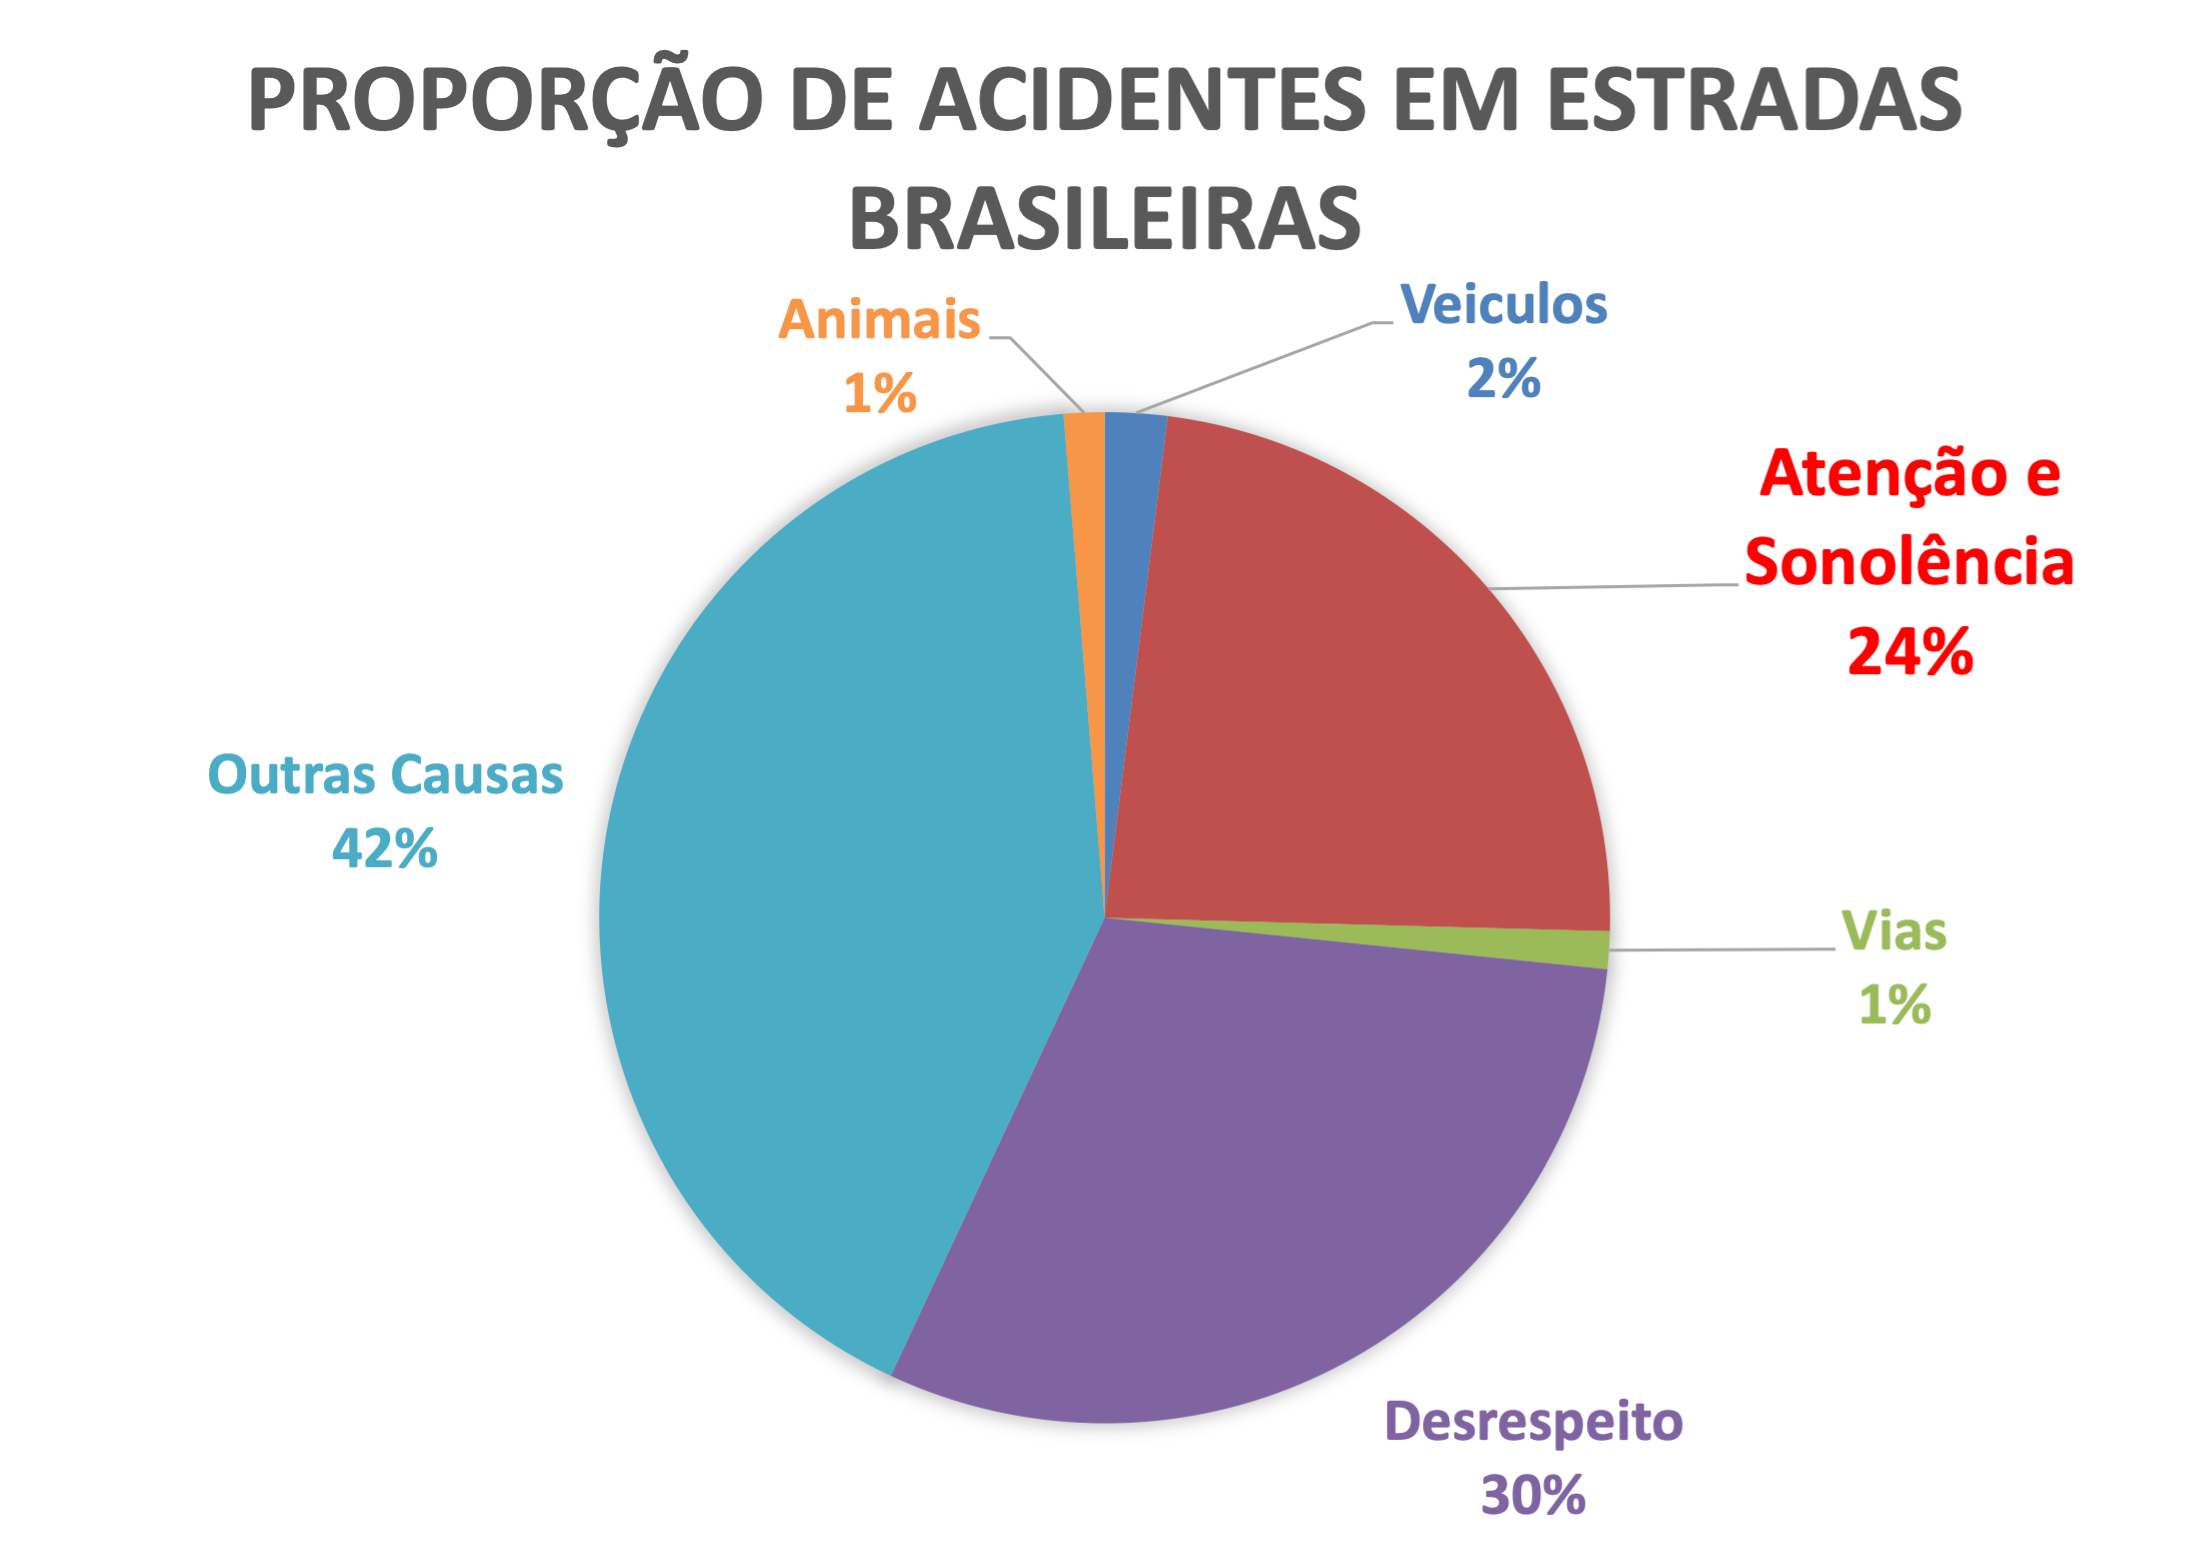 PROPORÇÃO DE ACIDENTES EM ESTRADAS
BRASILEIRAS
Animais
1%
Veiculos
2%
Atenção e
Sonolência
24%
Outras Causas
42%
Vias
1%
Desrespeito
30%